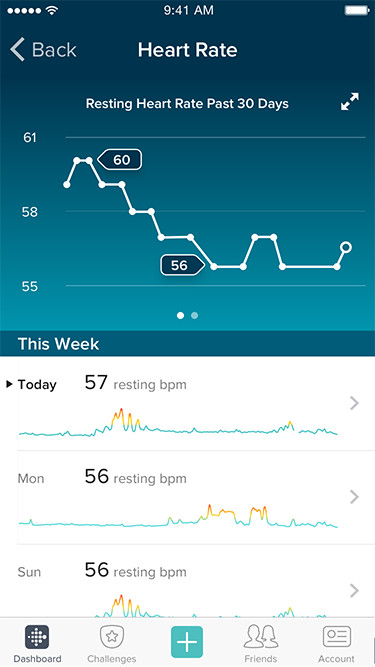 9:41 AM
Back
Heart Rate
Resting Heart Rate Past 30 Days
61
60
58
56
55
This Week
Today 57 resting bpm
Mon 56 resting bpm
Sun 56 resting bpm
Dashboard Challenges Friends Account